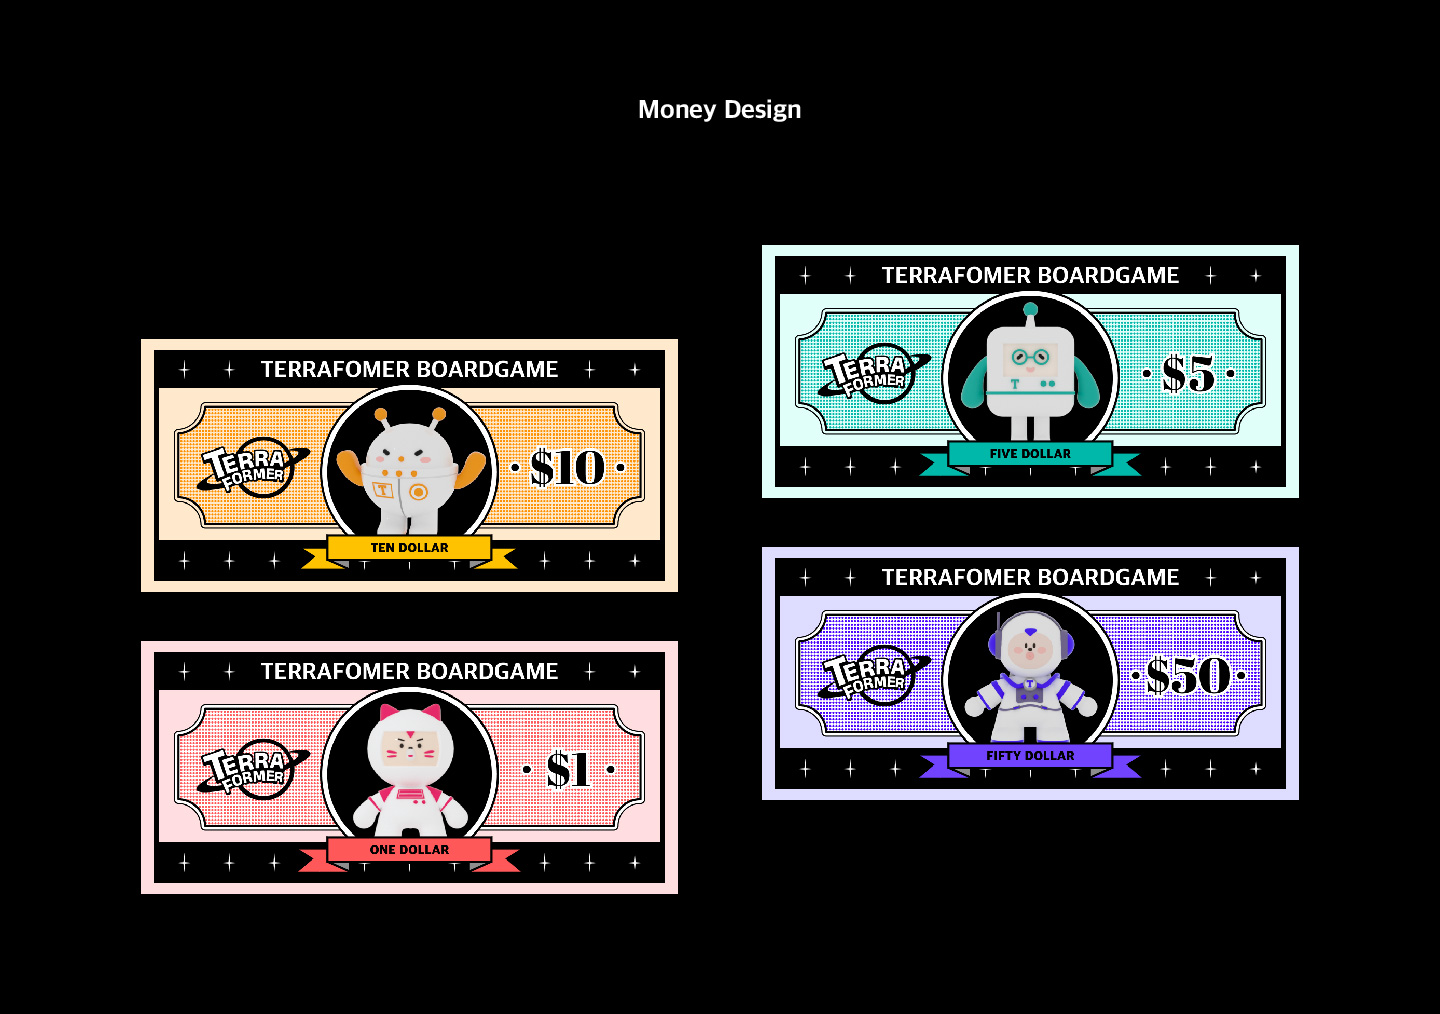 Money Design
TERRAFOMER BOARDGAME
TERRA
FORMER
T
$10
TEN DOLLAR
TERRAFOMER BOARDGAME
TERRA
FORMER
$1
ONE DOLLAR
TERRAFOMER BOARDGAME
TERRA
FORMER
T
$5
FIVE DOLLAR
TERRAFOMER BOARDGAME
TERRA
FORMER
T
$50
FIFTY DOLLAR